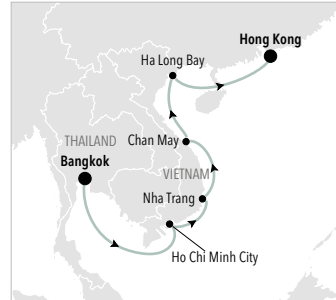 Hong Kong
Ha Long Bay
THAILAND
Chan May
Bangkok
VIETNAM
Nha Trang
Ho Chi Minh City